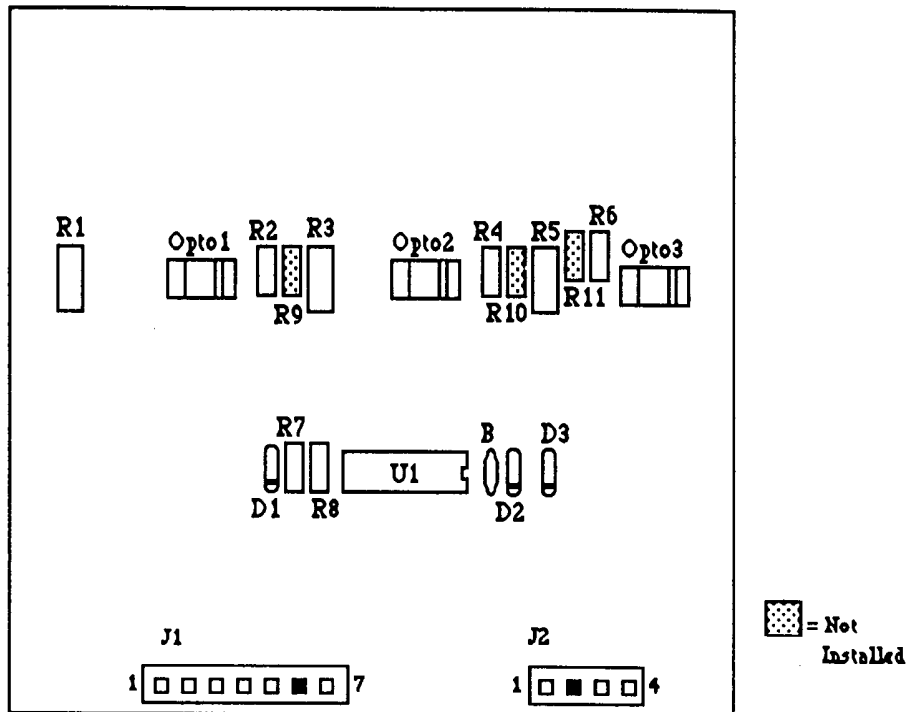 R1
Opto1
R2
R3
R9
Opto2
R4
R5
R6
R10
R11
Opto3
R7
B
D3
U1
D1
R8
D2
J1
J2
1
7
1
4
= Not
Installed